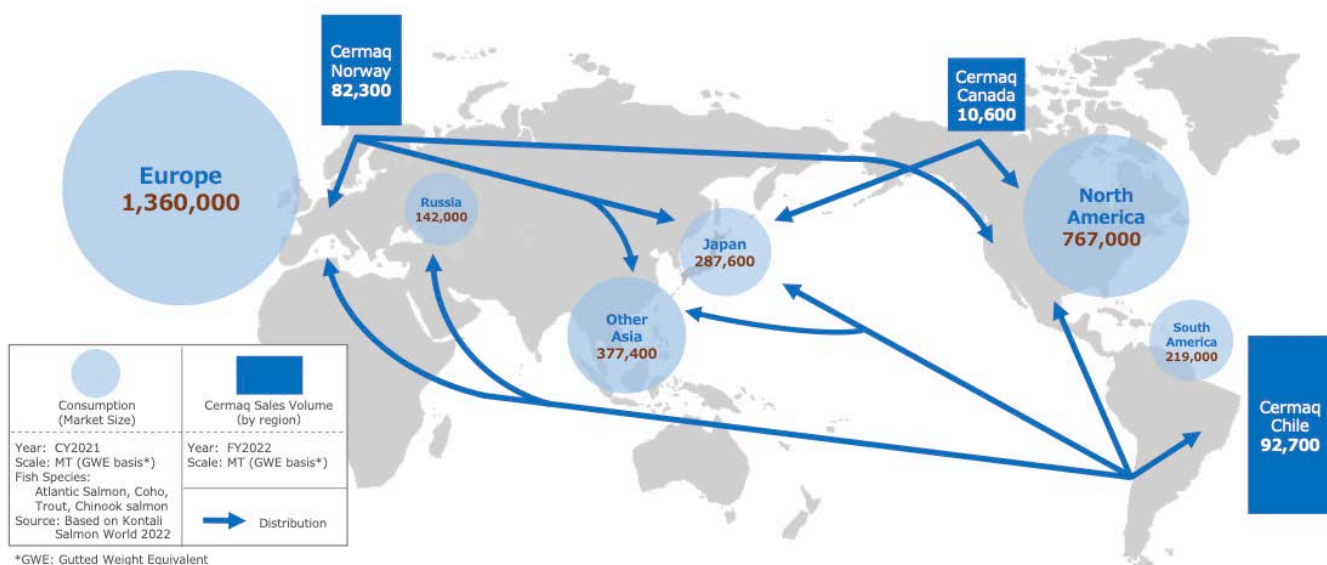 Cermaq
Norway
82,300
Cermaq
Canada
10,600
Europe
1,360,000
Russia
142,000
Japan
287,600
North
America
767,000
Other
Asia
377,400
South
America
219,000
Cermaq
Chile
92,700
Consumption
(Market Size)
Year: CY2021
Scale: MT (GWE basis*)
Fish Species:
Atlantic Salmon, Coho,
Trout, Chinook salmon
Source: Based on Kontali
Salmon World 2022
Cermaq Sales Volume
(by region)
Year: FY2022
Scale: MT (GWE basis*)
Distribution
*GWE: Gutted Weight Equivalent